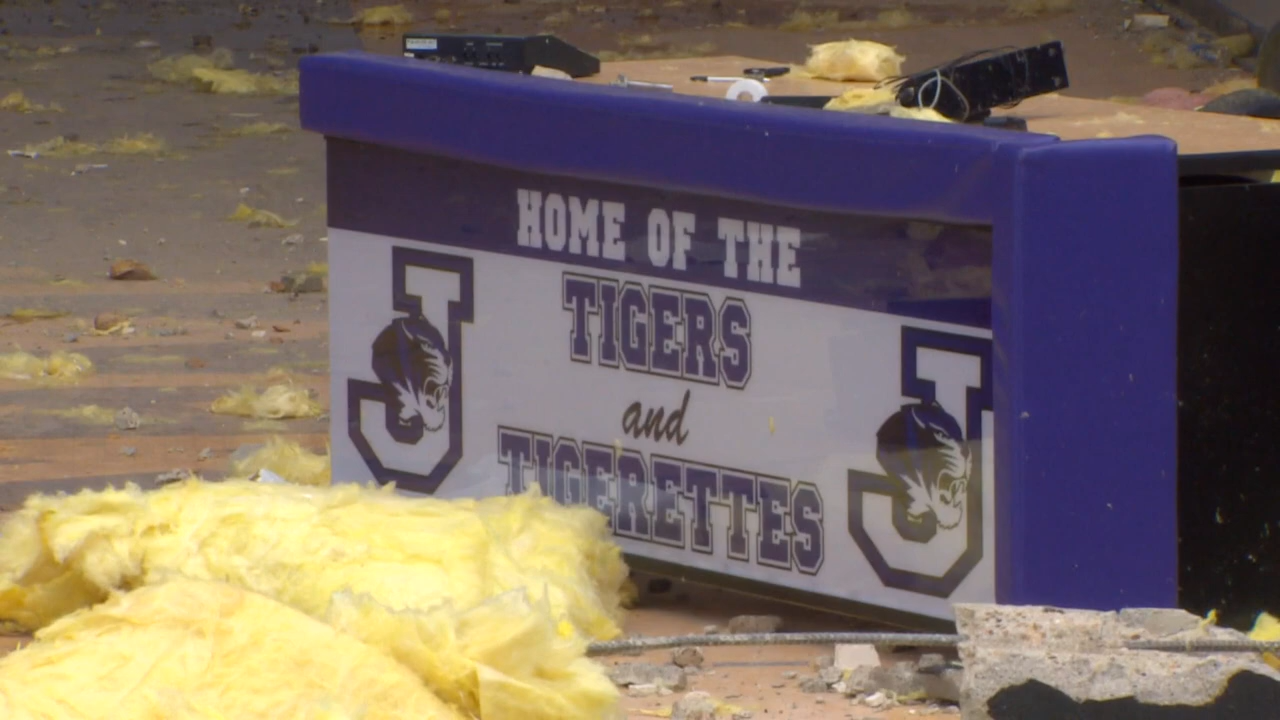 HOME OF THE
TIGERS
and
TIGERETTES
J
J